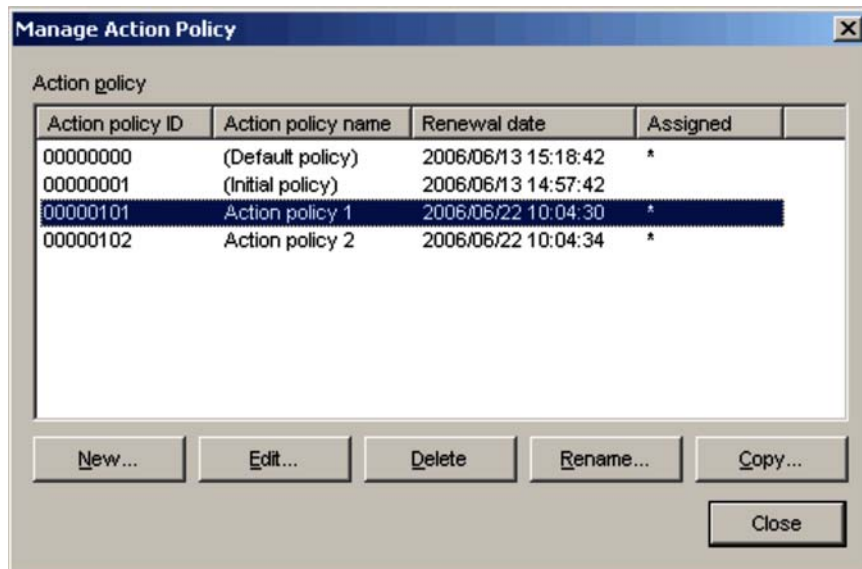 Manage Action Policy
Action policy
Action policy ID Action policy name Renewal date Assigned
00000000 (Default policy) 2006/06/13 15:18:42 *
00000001 (Initial policy) 2006/06/13 14:57:42
00000101 Action policy 1 2006/06/22 10:04:30 *
00000102 Action policy 2 2006/06/22 10:04:34 *
New... Edit... Delete Rename... Copy...
Close